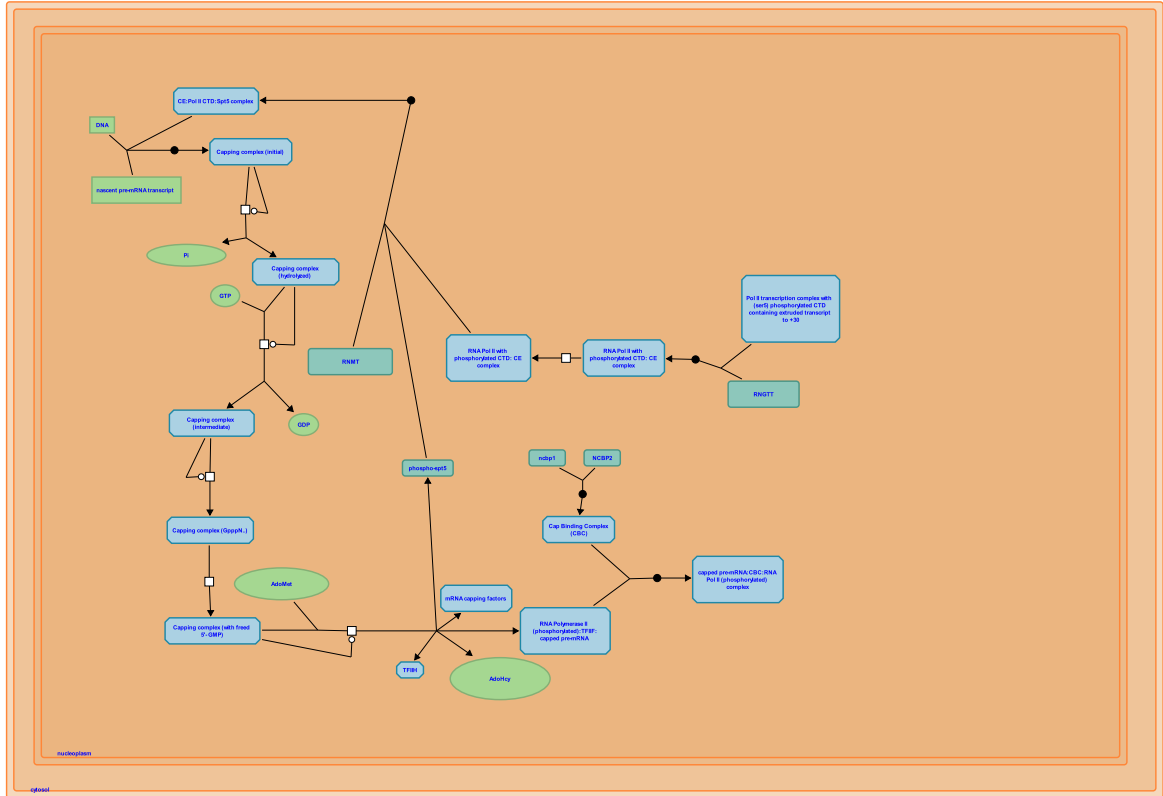 CE:Pol II CTD:Spt5 complex
DNA
Capping complex (initial)
nascent pre-mRNA transcript
Pi
Capping complex
(hydrolyzed)
GTP
Pol II transcription complex with
(ser5) phosphorylated CTD
containing extruded transcript
to +30
RNMT
RNA Pol II with
phosphorylated CTD: CE
complex
RNA Pol II with
phosphorylated CTD: CE
complex
RNGTT
Capping complex
(intermediate)
GDP
phospho-spt5
ncbp1
NCBP2
Capping complex (GpppN..)
Cap Binding Complex
(CBC)
AdoMet
mRNA capping factors
capped pre-mRNA:CBC:RNA
Pol II (phosphorylated)
complex
Capping complex (with freed
5'- GMP)
RNA Polymerase II
(phosphorylated):TFIIF:
capped pre-mRNA
TFIIH
AdoHcy
nucleoplasm
cytosol